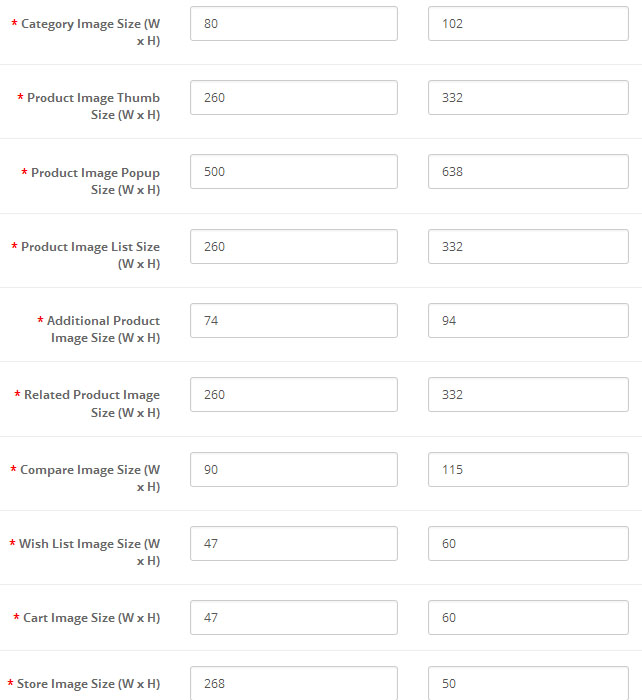 * Category Image Size (W
x H)
80
102
* Product Image Thumb
Size (W x H)
260
332
* Product Image Popup
Size (W x H)
500
638
* Product Image List Size
(W x H)
260
332
* Additional Product
Image Size (W x H)
74
94
* Related Product Image
Size (W x H)
260
332
* Compare Image Size (W
x H)
90
115
* Wish List Image Size (W
x H)
47
60
* Cart Image Size (W x H)
47
60
* Store Image Size (W x H)
268
50